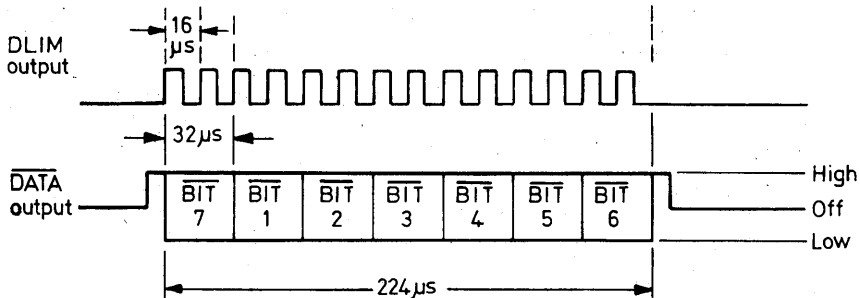 16
μs
DLIM
output
32μs
DATA
output
BIT
7
BIT
1
BIT
2
BIT
3
BIT
4
BIT
5
BIT
6
High
Off
Low
224μs